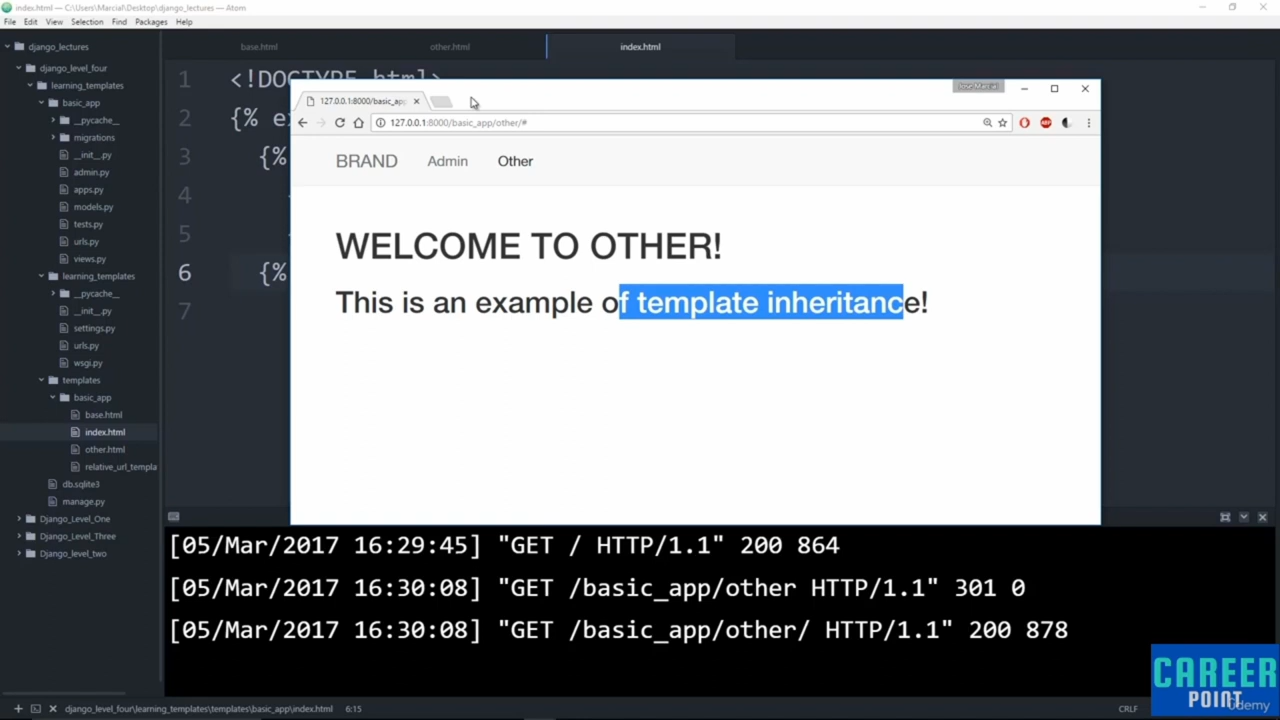 index.html — C:\Users\Marcial\Desktop\django_lectures — Atom
File Edit View Selection Find Packages Help
django_lectures
django_level_four
learning_templates
basic_app
__pycache__
migrations
__init__.py
admin.py
apps.py
models.py
tests.py
urls.py
views.py
learning_templates
__pycache__
__init__.py
settings.py
urls.py
wsgi.py
templates
basic_app
base.html
index.html
other.html
relative_url_templa
db.sqlite3
manage.py
Django_Level_One
Django_Level_Three
Django_level_two
base.html other.html index.html
1 <!DOCTYPE html>
2 {% e
3 {%
4
5
6 {%
7
127.0.0.1:8000/basic_app
Jose Marcial
127.0.0.1:8000/basic_app/other/#
BRAND Admin Other
WELCOME TO OTHER!
This is an example of template inheritance!
[05/Mar/2017 16:29:45] "GET / HTTP/1.1" 200 864
[05/Mar/2017 16:30:08] "GET /basic_app/other HTTP/1.1" 301 0
[05/Mar/2017 16:30:08] "GET /basic_app/other/ HTTP/1.1" 200 878
django_level_four\learning_templates\templates\basic_app\index.html 6:15
CRLF
CAREER
POINT
Udemy